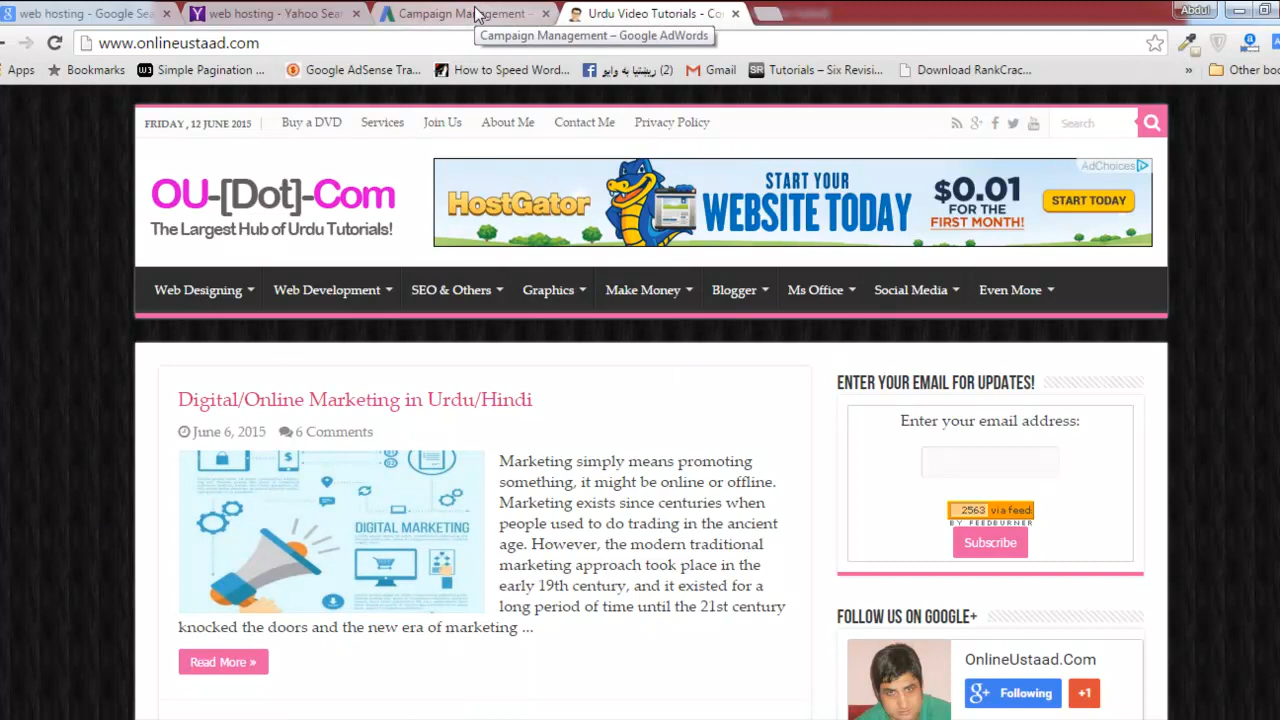 web hosting - Google Sea
web hosting - Yahoo Sear
Campaign Management –
Urdu Video Tutorials - Co
Abdul
www.onlineustaad.com
Campaign Management – Google AdWords
Apps
Bookmarks
W3
Simple Pagination ...
Google AdSense Tra...
How to Speed Word...
(2)
Gmail
SR
Tutorials – Six Revisi...
Download RankCrac...
»
Other boo
FRIDAY , 12 JUNE 2015
Buy a DVD
Services
Join Us
About Me
Contact Me
Privacy Policy
Search
OU-[Dot]-Com
The Largest Hub of Urdu Tutorials!
HostGator
START YOUR
WEBSITE TODAY
$0.01
FOR THE
FIRST MONTH!
START TODAY
AdChoices
Web Designing
Web Development
SEO & Others
Graphics
Make Money
Blogger
Ms Office
Social Media
Even More
Digital/Online Marketing in Urdu/Hindi
June 6, 2015
6 Comments
DIGITAL MARKETING
Marketing simply means promoting
something, it might be online or offline.
Marketing exists since centuries when
people used to do trading in the ancient
age. However, the modern traditional
marketing approach took place in the
early 19th century, and it existed for a
long period of time until the 21st century
knocked the doors and the new era of marketing ...
Read More »
ENTER YOUR EMAIL FOR UPDATES!
Enter your email address:
2563 via feed
BY FEEDBURNER
Subscribe
FOLLOW US ON GOOGLE+
OnlineUstaad.Com
Following
+1